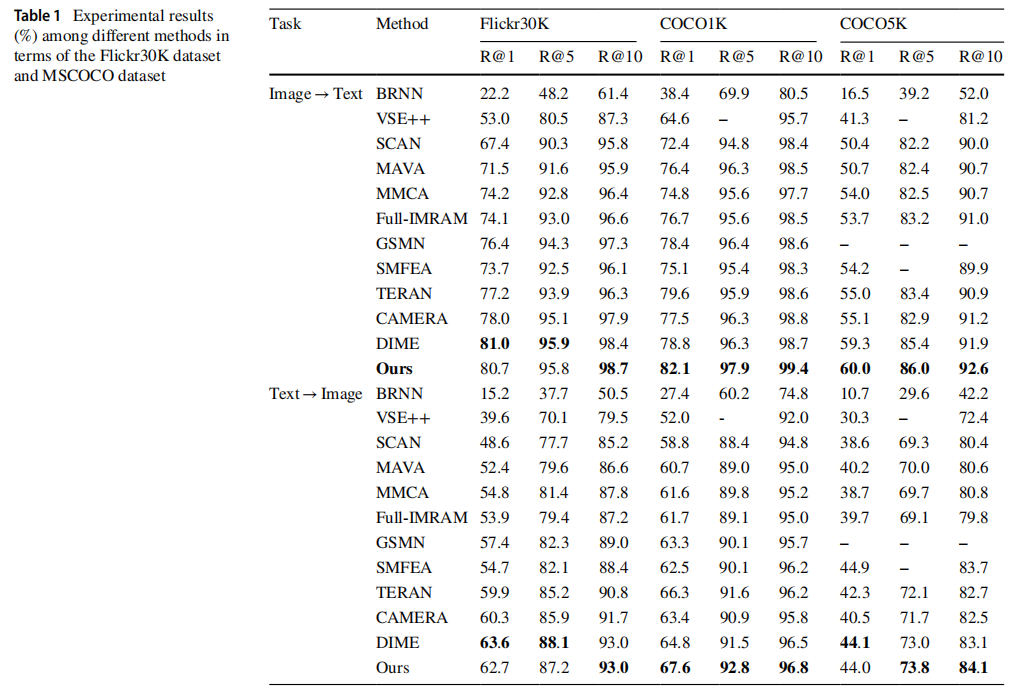 Table 1 Experimental results
(%) among different methods in
terms of the Flickr30K dataset
and MSCOCO dataset
Task Method Flickr30K COCO1K COCO5K
R@1 R@5 R@10 R@1 R@5 R@10 R@1 R@5 R@10
Image → Text BRNN 22.2 48.2 61.4 38.4 69.9 80.5 16.5 39.2 52.0
VSE++ 53.0 80.5 87.3 64.6 – 95.7 41.3 – 81.2
SCAN 67.4 90.3 95.8 72.4 94.8 98.4 50.4 82.2 90.0
MAVA 71.5 91.6 95.9 76.4 96.3 98.5 50.7 82.4 90.7
MMCA 74.2 92.8 96.4 74.8 95.6 97.7 54.0 82.5 90.7
Full-IMRAM 74.1 93.0 96.6 76.7 95.6 98.5 53.7 83.2 91.0
GSMN 76.4 94.3 97.3 78.4 96.4 98.6 – – –
SMFEA 73.7 92.5 96.1 75.1 95.4 98.3 54.2 – 89.9
TERAN 77.2 93.9 96.3 79.6 95.9 98.6 55.0 83.4 90.9
CAMERA 78.0 95.1 97.9 77.5 96.3 98.8 55.1 82.9 91.2
DIME 81.0 95.9 98.4 78.8 96.3 98.7 59.3 85.4 91.9
Ours 80.7 95.8 98.7 82.1 97.9 99.4 60.0 86.0 92.6
Text → Image BRNN 15.2 37.7 50.5 27.4 60.2 74.8 10.7 29.6 42.2
VSE++ 39.6 70.1 79.5 52.0 - 92.0 30.3 – 72.4
SCAN 48.6 77.7 85.2 58.8 88.4 94.8 38.6 69.3 80.4
MAVA 52.4 79.6 86.6 60.7 89.0 95.0 40.2 70.0 80.6
MMCA 54.8 81.4 87.8 61.6 89.8 95.2 38.7 69.7 80.8
Full-IMRAM 53.9 79.4 87.2 61.7 89.1 95.0 39.7 69.1 79.8
GSMN 57.4 82.3 89.0 63.3 90.1 95.7 – – –
SMFEA 54.7 82.1 88.4 62.5 90.1 96.2 44.9 – 83.7
TERAN 59.9 85.2 90.8 66.3 91.6 96.2 42.3 72.1 82.7
CAMERA 60.3 85.9 91.7 63.4 90.9 95.8 40.5 71.7 82.5
DIME 63.6 88.1 93.0 64.8 91.5 96.5 44.1 73.0 83.1
Ours 62.7 87.2 93.0 67.6 92.8 96.8 44.0 73.8 84.1